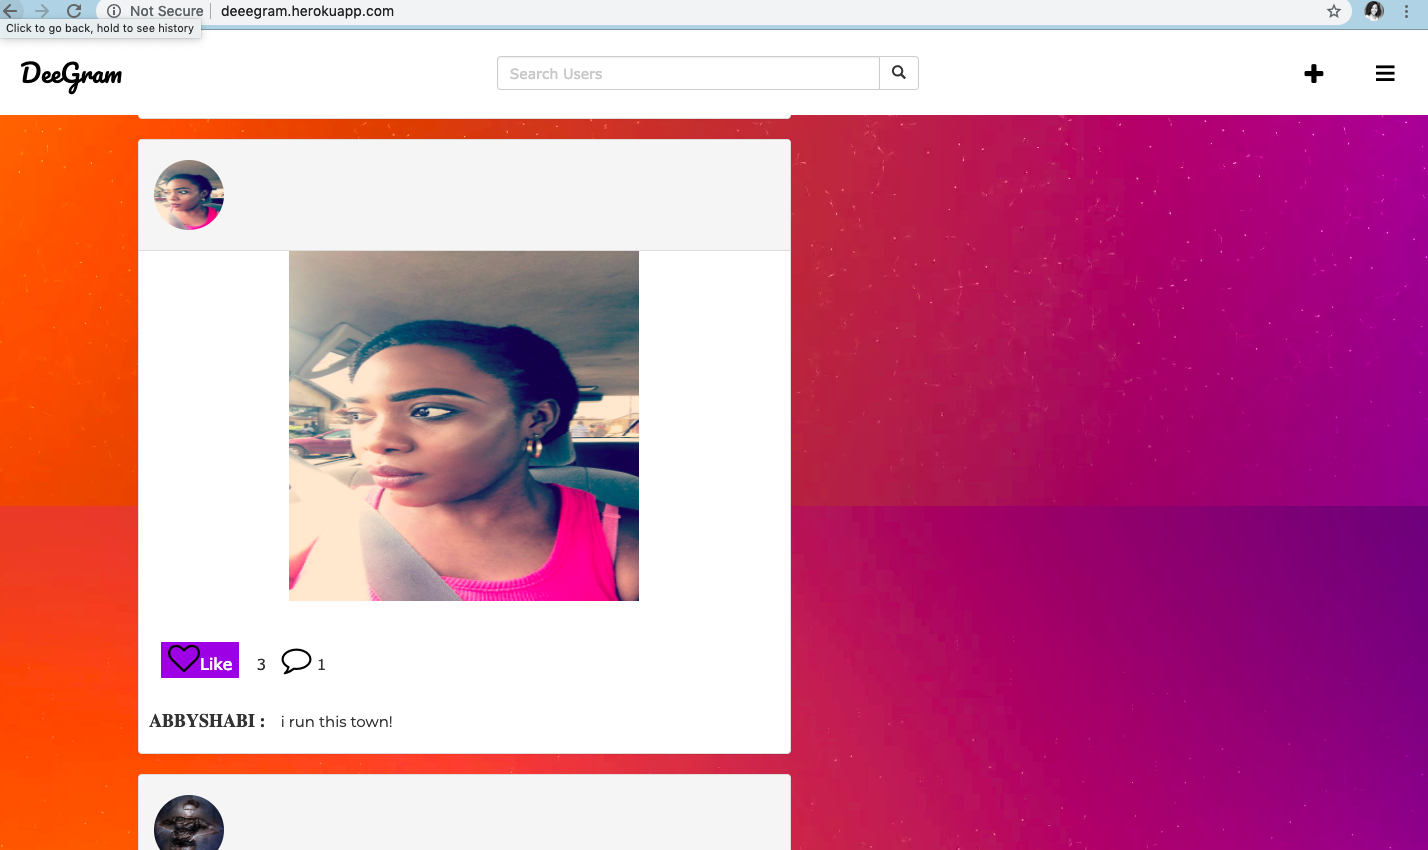 Not Secure deeegram.herokuapp.com
Click to go back, hold to see history
DeeGram
Search Users
Like 3 1
ABBYSHABI : i run this town!